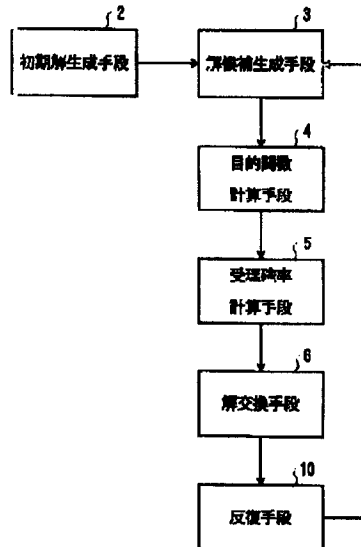 2
初期解生成手段
3
解候補生成手段
4
目的関数
計算手段
5
受理確率
計算手段
6
解交換手段
10
反復手段